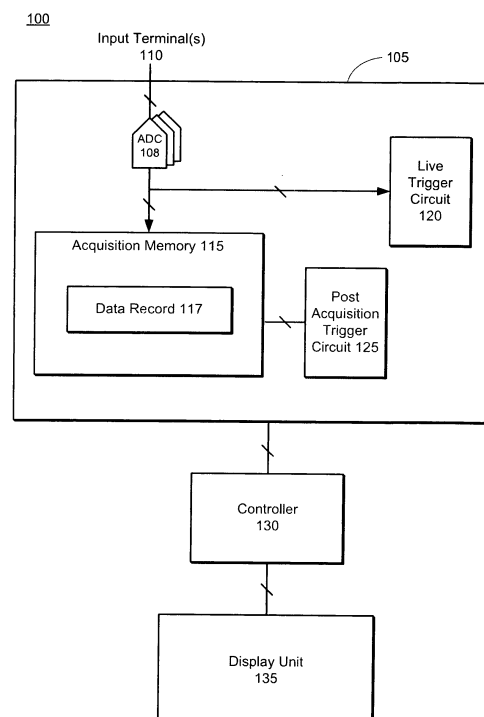 100
Input Terminal(s)
110
105
ADC
108
Live
Trigger
Circuit
120
Acquisition Memory 115
Data Record 117
Post
Acquisition
Trigger
Circuit 125
Controller
130
Display Unit
135